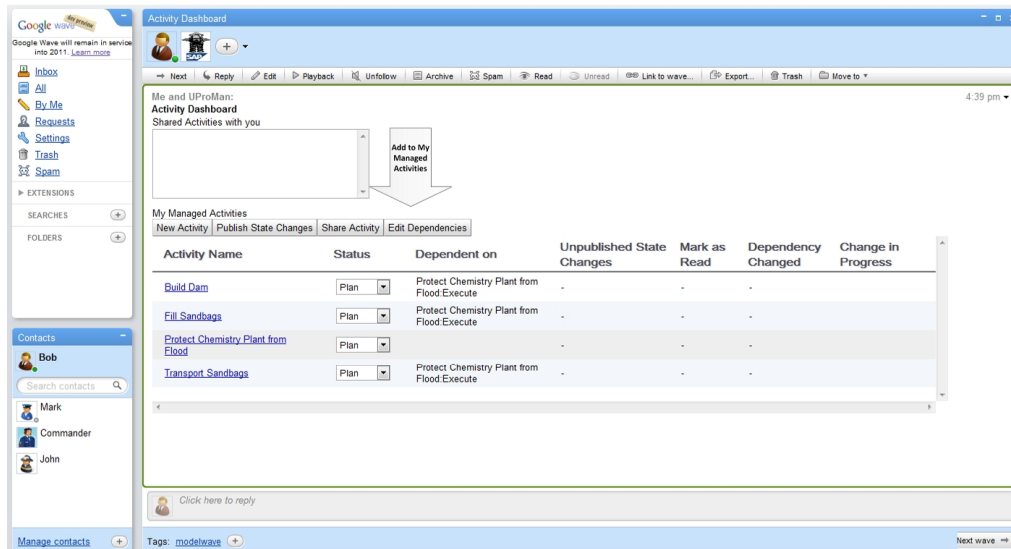 Google wave dev preview
Google Wave will remain in service
into 2011. Learn more
Inbox
All
By Me
Requests
Settings
Trash
Spam
EXTENSIONS
SEARCHES
FOLDERS
Contacts
Bob
Search contacts
Mark
Commander
John
Manage contacts
Activity Dashboard
SAP
Next Reply Edit Playback Unfollow Archive Spam Read Unread Link to wave... Export... Trash Move to
Me and UProMan: 4:39 pm
Activity Dashboard
Shared Activities with you
Add to My
Managed
Activities
My Managed Activities
New Activity Publish State Changes Share Activity Edit Dependencies
Activity Name Status Dependent on Unpublished State Changes Mark as Read Dependency Changed Change in Progress
Build Dam Plan Protect Chemistry Plant from
Flood:Execute - - -
Fill Sandbags Plan Protect Chemistry Plant from
Flood:Execute - - -
Protect Chemistry Plant from
Flood Plan - - -
Transport Sandbags Plan Protect Chemistry Plant from
Flood:Execute - - -
Click here to reply
Tags: modelwave
Next wave